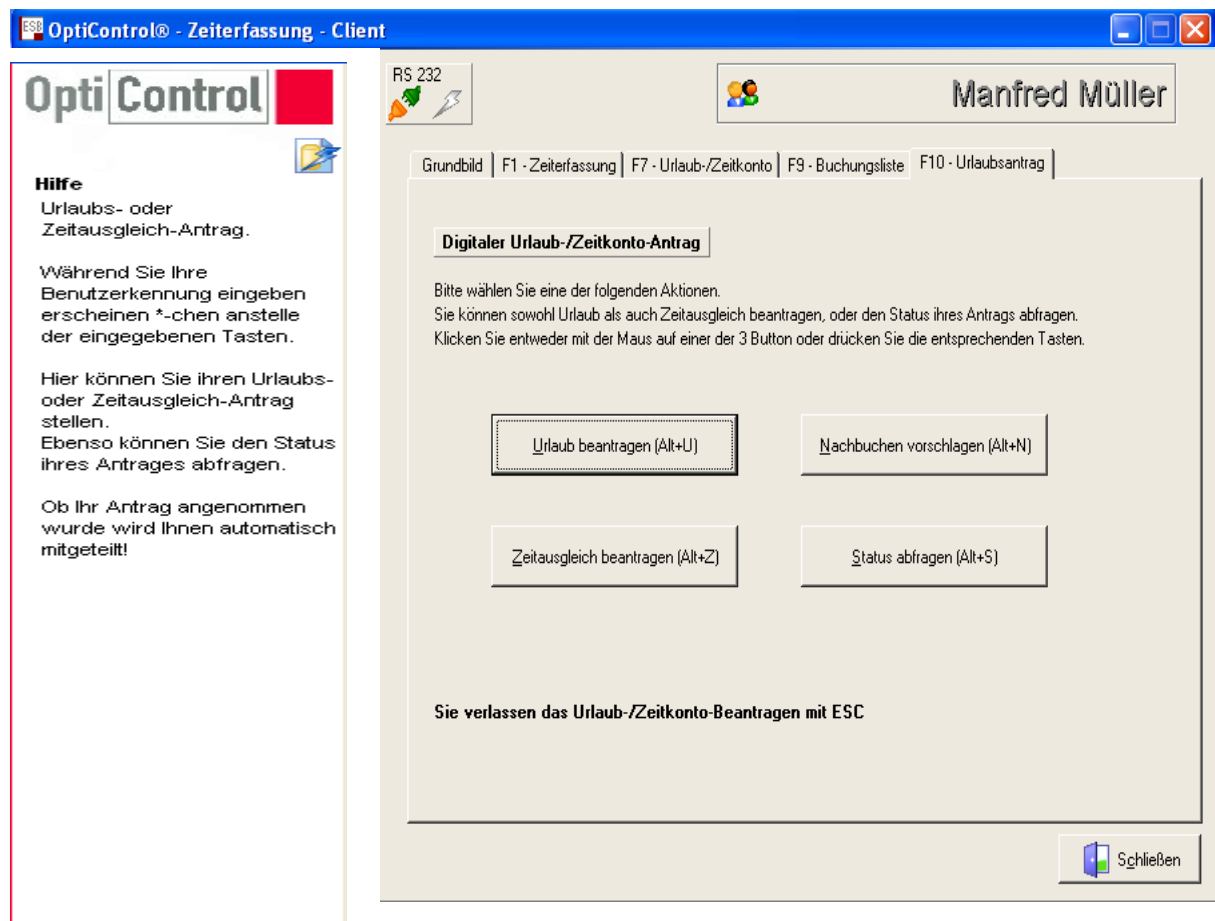 OptiControl® - Zeiterfassung - Client
Opti Control
Hilfe
Urlaubs- oder
Zeitausgleich-Antrag.
Während Sie Ihre
Benutzerkennung eingeben
erscheinen *-chen anstelle
der eingegebenen Tasten.
Hier können Sie ihren Urlaubs-
oder Zeitausgleich-Antrag
stellen.
Ebenso können Sie den Status
ihres Antrages abfragen.
Ob Ihr Antrag angenommen
wurde wird Ihnen automatisch
mitgeteilt!
RS 232
Manfred Müller
Grundbild F1 - Zeiterfassung F7 - Urlaub-/Zeitkonto F9 - Buchungsliste F10 - Urlaubsantrag
Digitaler Urlaub-/Zeitkonto-Antrag
Bitte wählen Sie eine der folgenden Aktionen.
Sie können sowohl Urlaub als auch Zeitausgleich beantragen, oder den Status ihres Antrags abfragen.
Klicken Sie entweder mit der Maus auf einer der 3 Button oder drücken Sie die entsprechenden Tasten.
Urlaub beantragen (Alt+U) Nachbuchen vorschlagen (Alt+N)
Zeitausgleich beantragen (Alt+Z) Status abfragen (Alt+S)
Sie verlassen das Urlaub-/Zeitkonto-Beantragen mit ESC
Schließen